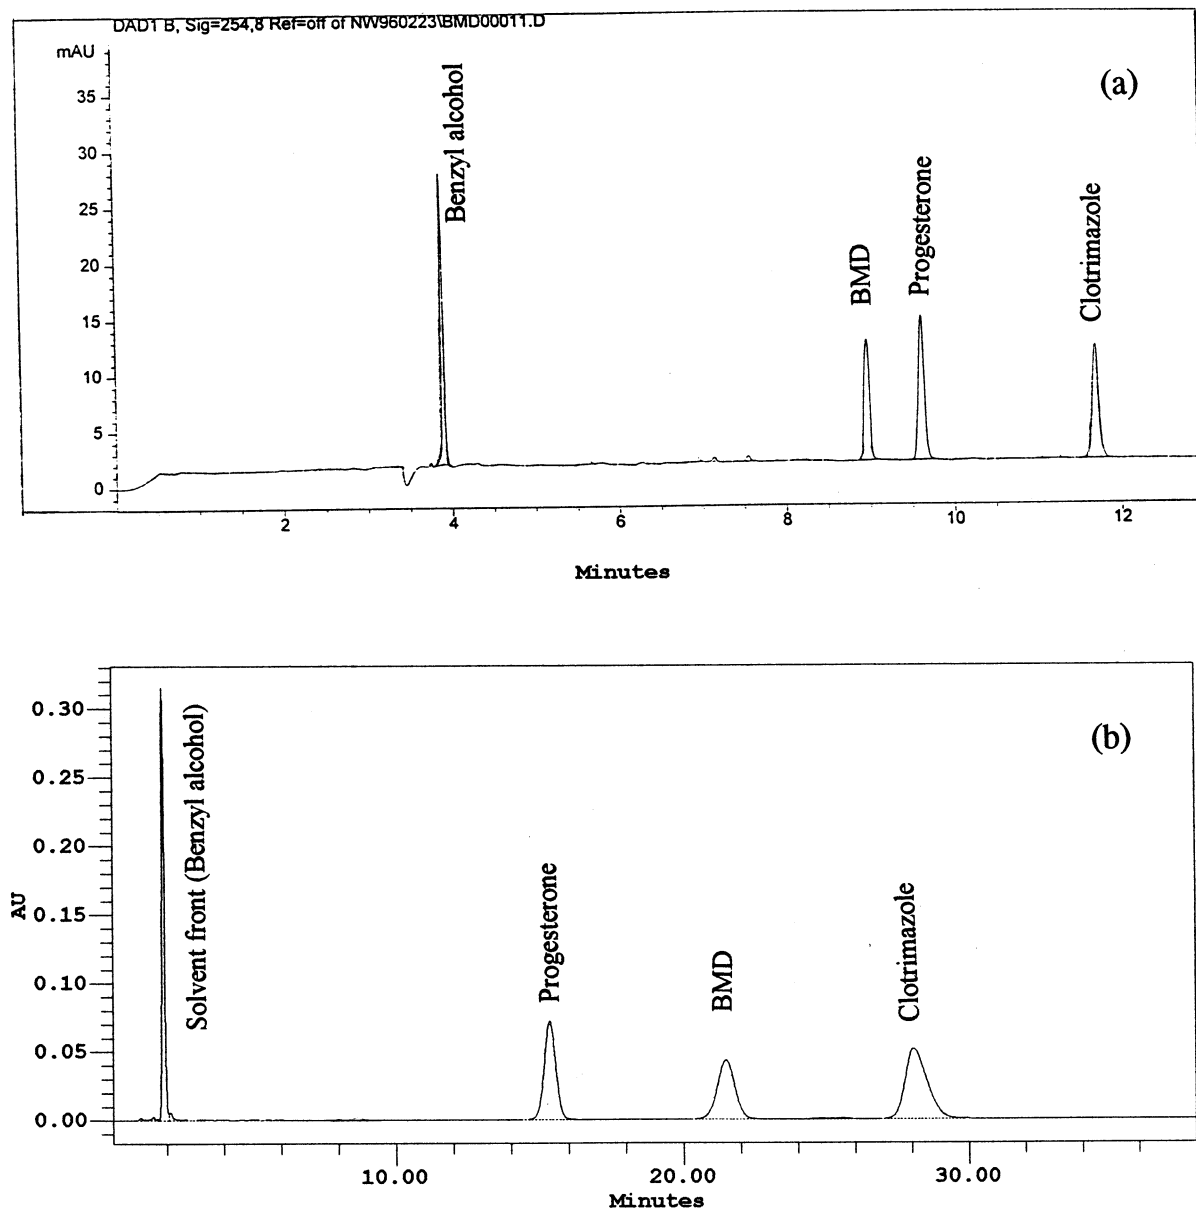 DAD1 B, Sig=254,8 Ref=off of NW960223\BMD00011.D
mAU
(a)
35
30
25
20
15
10
5
0
Benzyl alcohol
BMD
Progesterone
Clotrimazole
2
4
6
8
10
12
Minutes
(b)
0.30
0.25
0.20
0.15
0.10
0.05
0.00
AU
Solvent front (Benzyl alcohol)
Progesterone
BMD
Clotrimazole
10.00
20.00
30.00
Minutes